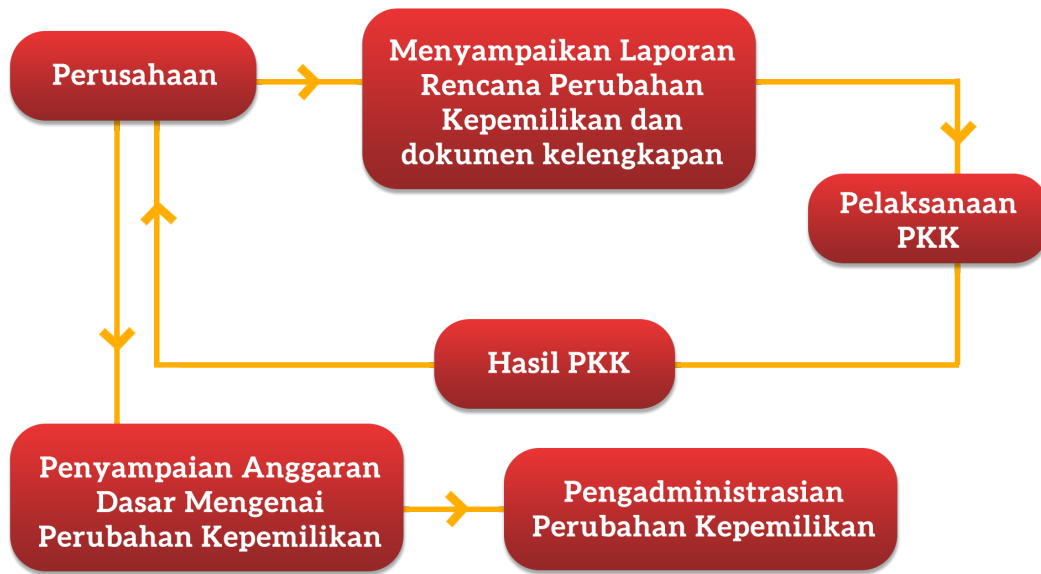 Perusahaan
Menyampaikan Laporan
Rencana Perubahan
Kepemilikan dan
dokumen kelengkapan
Pelaksanaan
PKK
Hasil PKK
Penyampaian Anggaran
Dasar Mengenai
Perubahan Kepemilikan
Pengadministrasian
Perubahan Kepemilikan